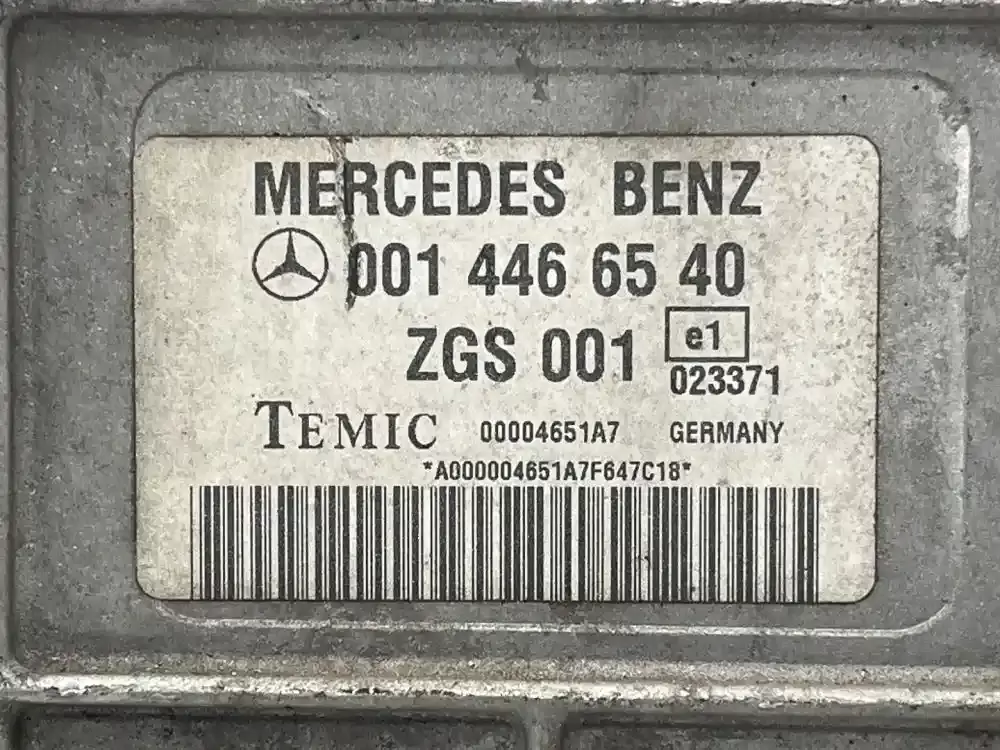 MERCEDES BENZ
001 446 65 40
ZGS 001 e1
023371
TEMIC 00004651A7 GERMANY
*A000004651A7F647C18*